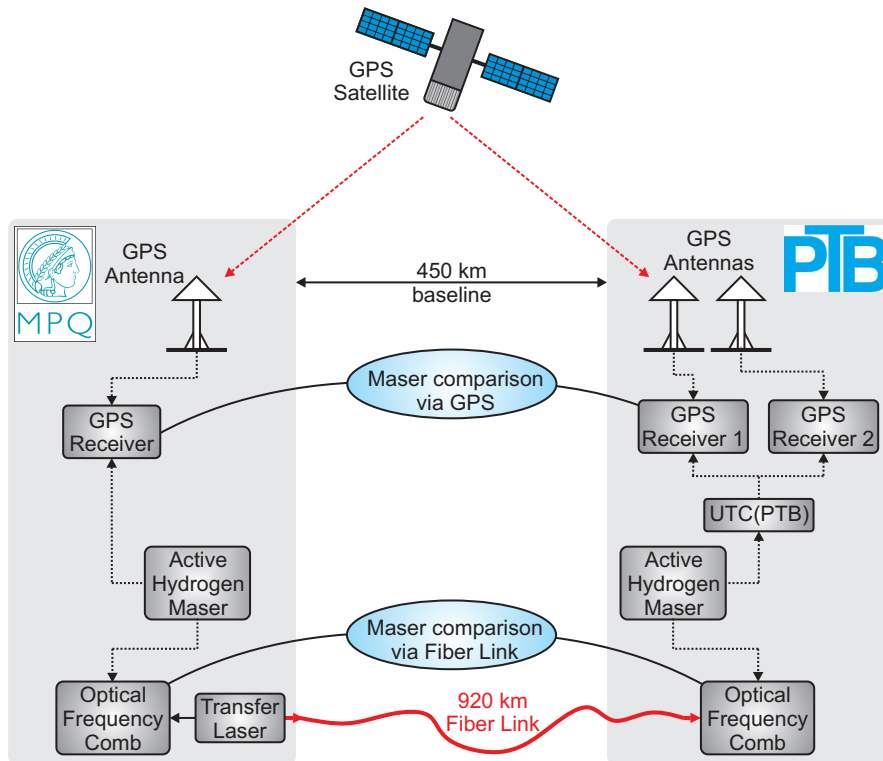 GPS
Satellite
MPQ
GPS
Antenna
450 km
baseline
GPS
Antennas
PTB
Maser comparison
via GPS
GPS
Receiver
GPS
Receiver 1
GPS
Receiver 2
UTC(PTB)
Active
Hydrogen
Maser
Active
Hydrogen
Maser
Maser comparison
via Fiber Link
Optical
Frequency
Comb
Transfer
Laser
920 km
Fiber Link
Optical
Frequency
Comb